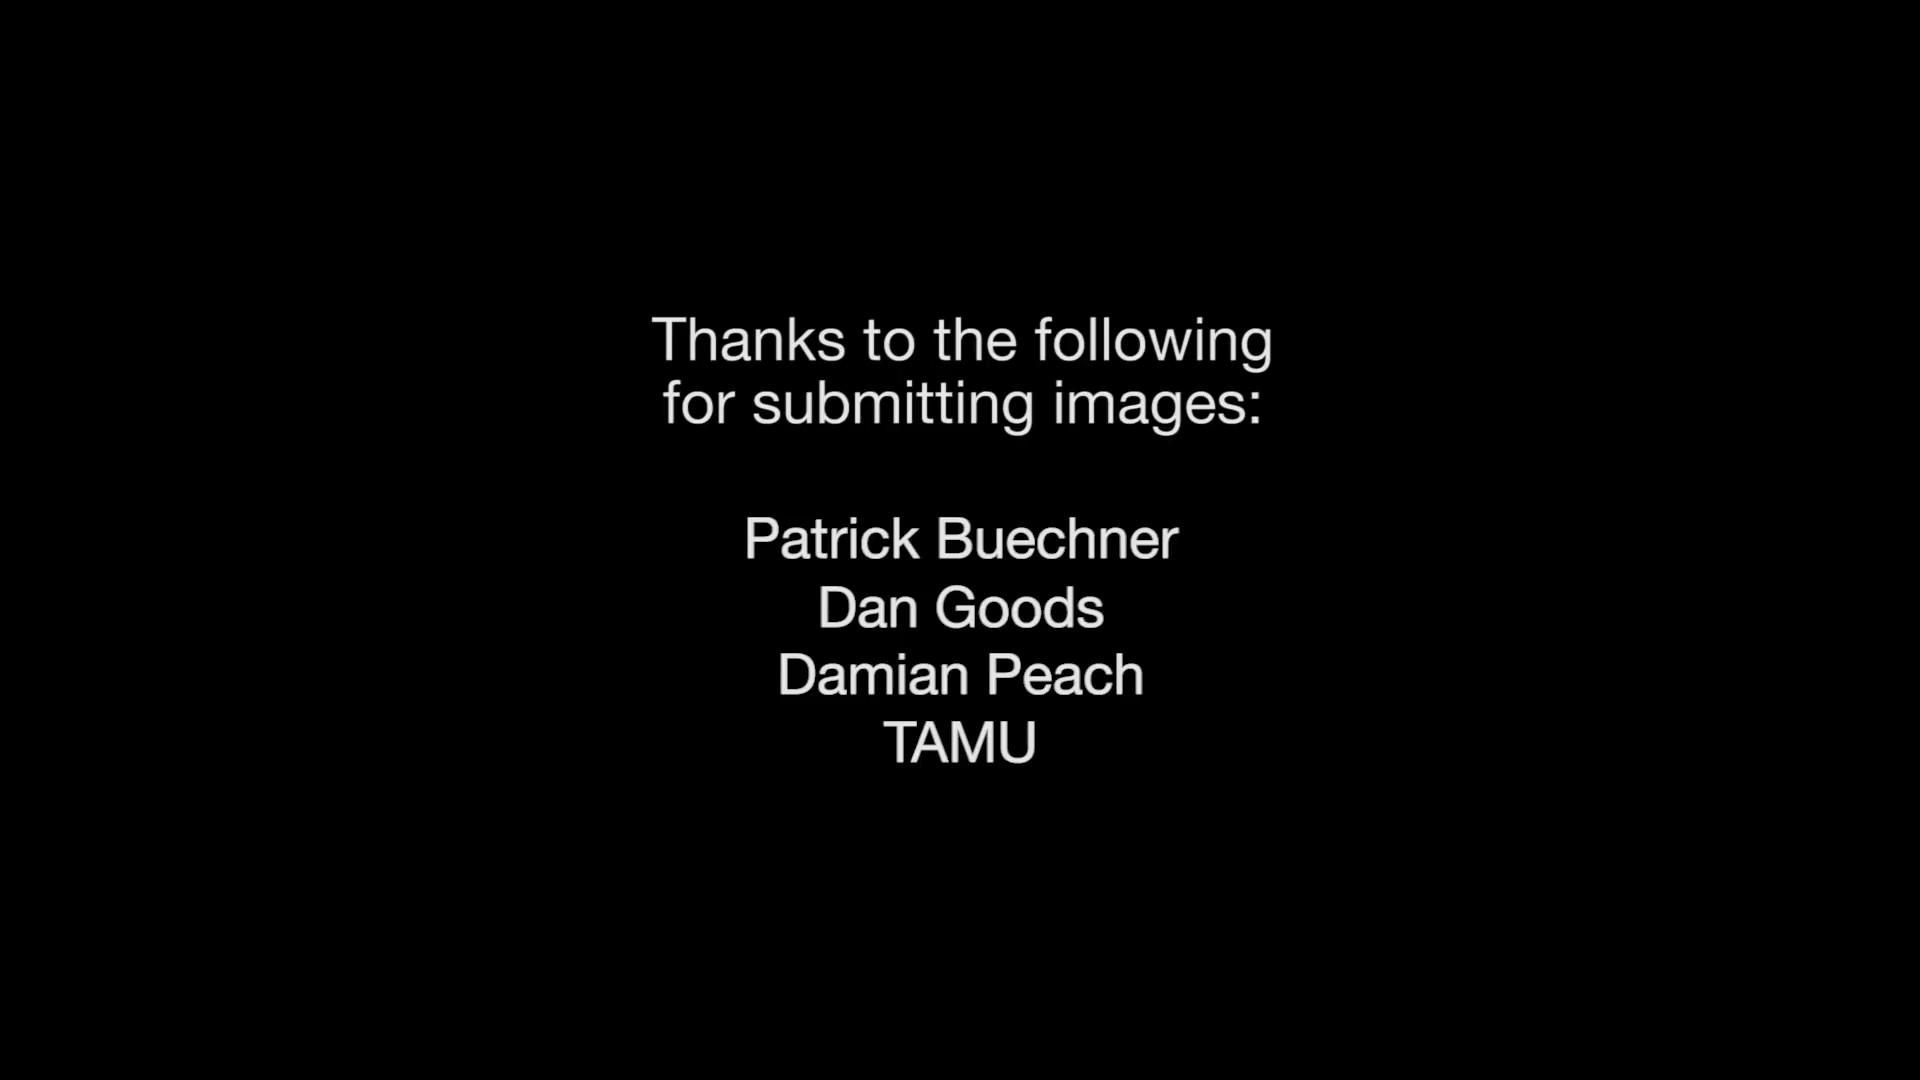 Thanks to the following
for submitting images:
Patrick Buechner
Dan Goods
Damian Peach
TAMU